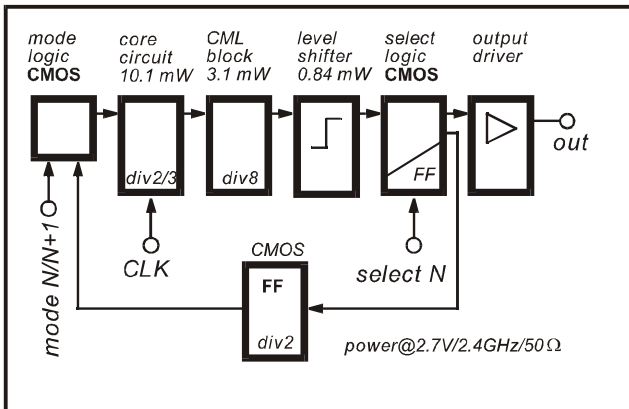 mode
logic
CMOS
core
circuit
10.1 mW
CML
block
3.1 mW
level
shifter
0.84 mW
select
logic
CMOS
output
driver
div2/3
div8
FF
out
mode N/N+1
CLK
select N
CMOS
FF
div2
power@2.7V/2.4GHz/50Ω